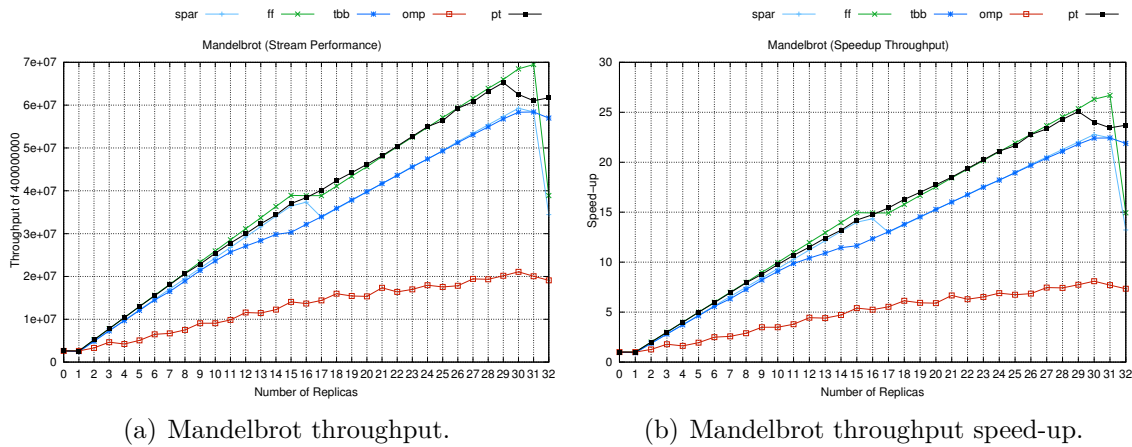 spar ff tbb omp pt
Mandelbrot (Stream Performance)
Throughput of 40000000
7e+07
6e+07
5e+07
4e+07
3e+07
2e+07
1e+07
0
0 1 2 3 4 5 6 7 8 9 10 11 12 13 14 15 16 17 18 19 20 21 22 23 24 25 26 27 28 29 30 31 32
Number of Replicas
(a) Mandelbrot throughput.
spar ff tbb omp pt
Mandelbrot (Speedup Throughput)
Speed-up
30
25
20
15
10
5
0
0 1 2 3 4 5 6 7 8 9 10 11 12 13 14 15 16 17 18 19 20 21 22 23 24 25 26 27 28 29 30 31 32
Number of Replicas
(b) Mandelbrot throughput speed-up.